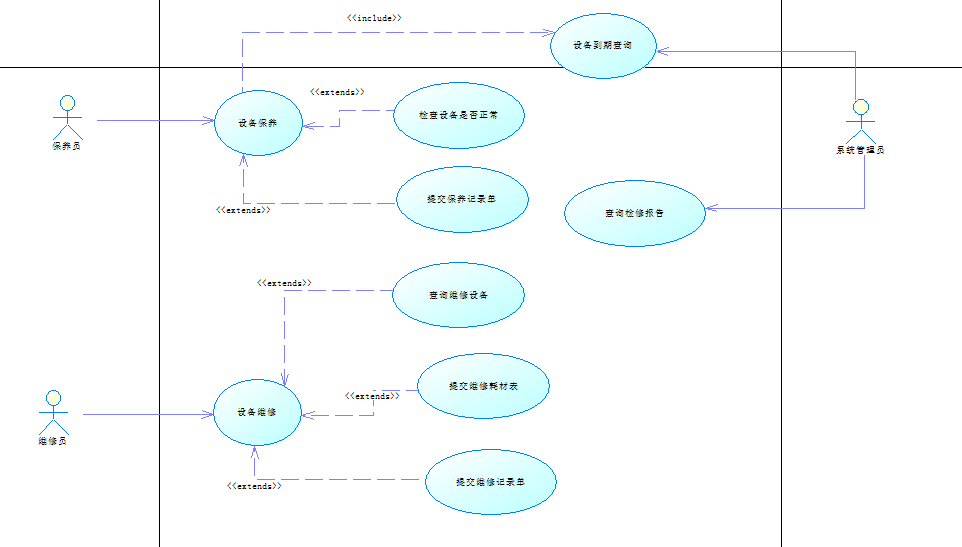 <<include>>
设备到期查询
<<extends>>
检查设备是否正常
设备保养
保养员
系统管理员
提交保养记录单
<<extends>>
查询检修报告
<<extends>>
查询维修设备
提交维修耗材表
<<extends>>
设备维修
维修员
提交维修记录单
<<extends>>